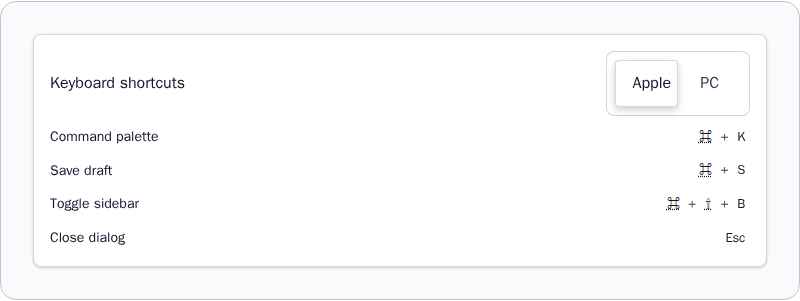 Keyboard shortcuts
Apple PC
Command palette ⌘ + K
Save draft ⌘ + S
Toggle sidebar ⌘ + ⇧ + B
Close dialog Esc